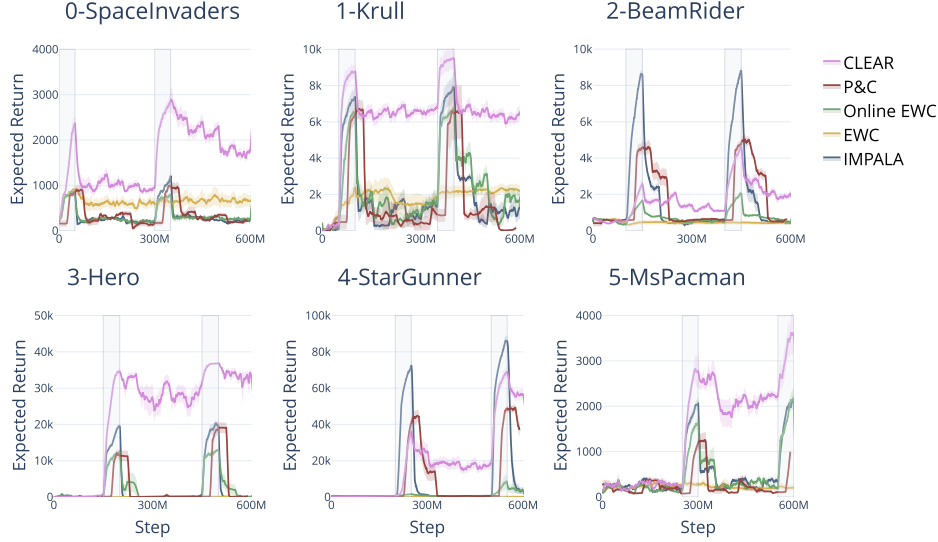 0-SpaceInvaders
1-Krull
2-BeamRider
Expected Return
4000
3000
2000
1000
0
0
300M
600M
Expected Return
10k
8k
6k
4k
2k
0
0
300M
600M
Expected Return
10k
8k
6k
4k
2k
0
0
300M
600M
CLEAR
P&C
Online EWC
EWC
IMPALA
3-Hero
4-StarGunner
5-MsPacman
Expected Return
50k
40k
30k
20k
10k
0
0
300M
600M
Step
Expected Return
100k
80k
60k
40k
20k
0
0
300M
600M
Step
Expected Return
4000
3000
2000
1000
0
0
300M
600M
Step